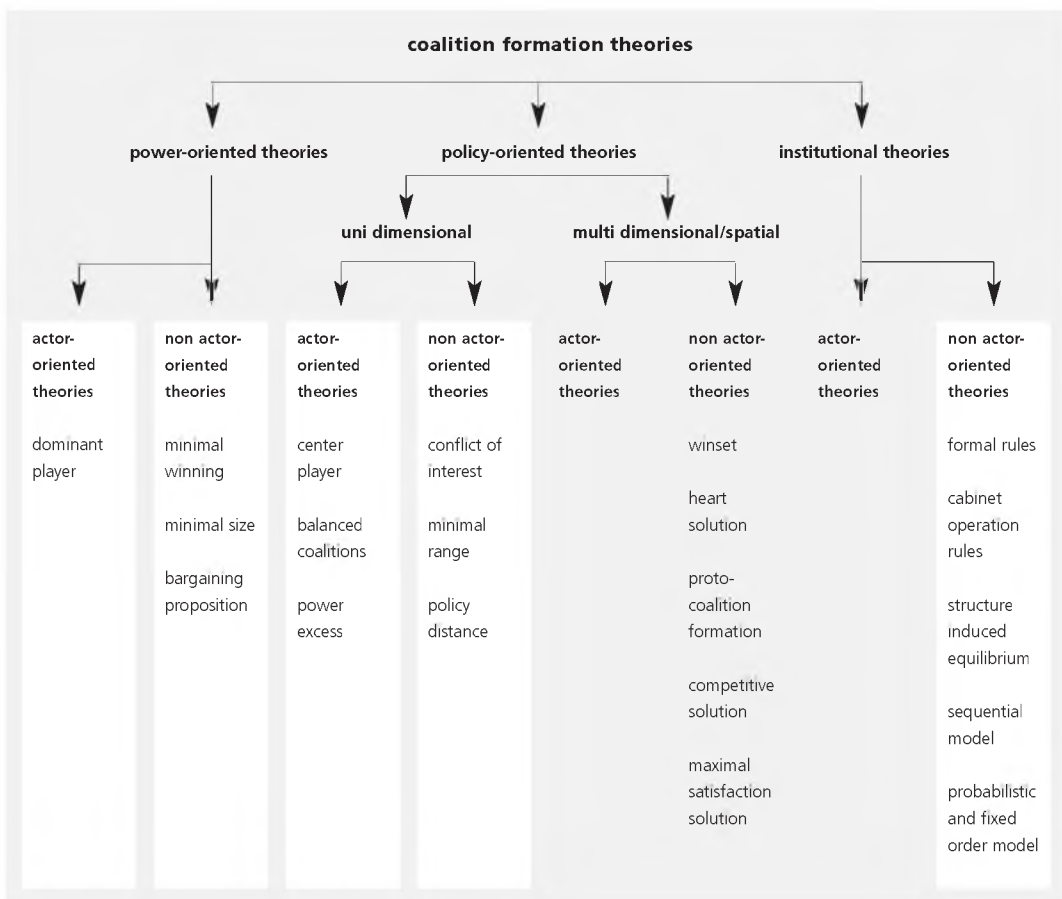 coalition formation theories
power-oriented theories
policy-oriented theories
institutional theories
uni dimensional
multi dimensional/spatial
actor-
oriented
theories
dominant
player
non actor-
oriented
theories
minimal
winning
minimal size
bargaining
proposition
actor-
oriented
theories
center
player
balanced
coalitions
power
excess
non actor-
oriented
theories
conflict of
interest
minimal
range
policy
distance
actor-
oriented
theories
non actor-
oriented
theories
winset
heart
solution
proto-
coalition
formation
competitive
solution
maximal
satisfaction
solution
actor-
oriented
theories
non actor-
oriented
theories
formal rules
cabinet
operation
rules
structure
induced
equilibrium
sequential
model
probabilistic
and fixed
order model